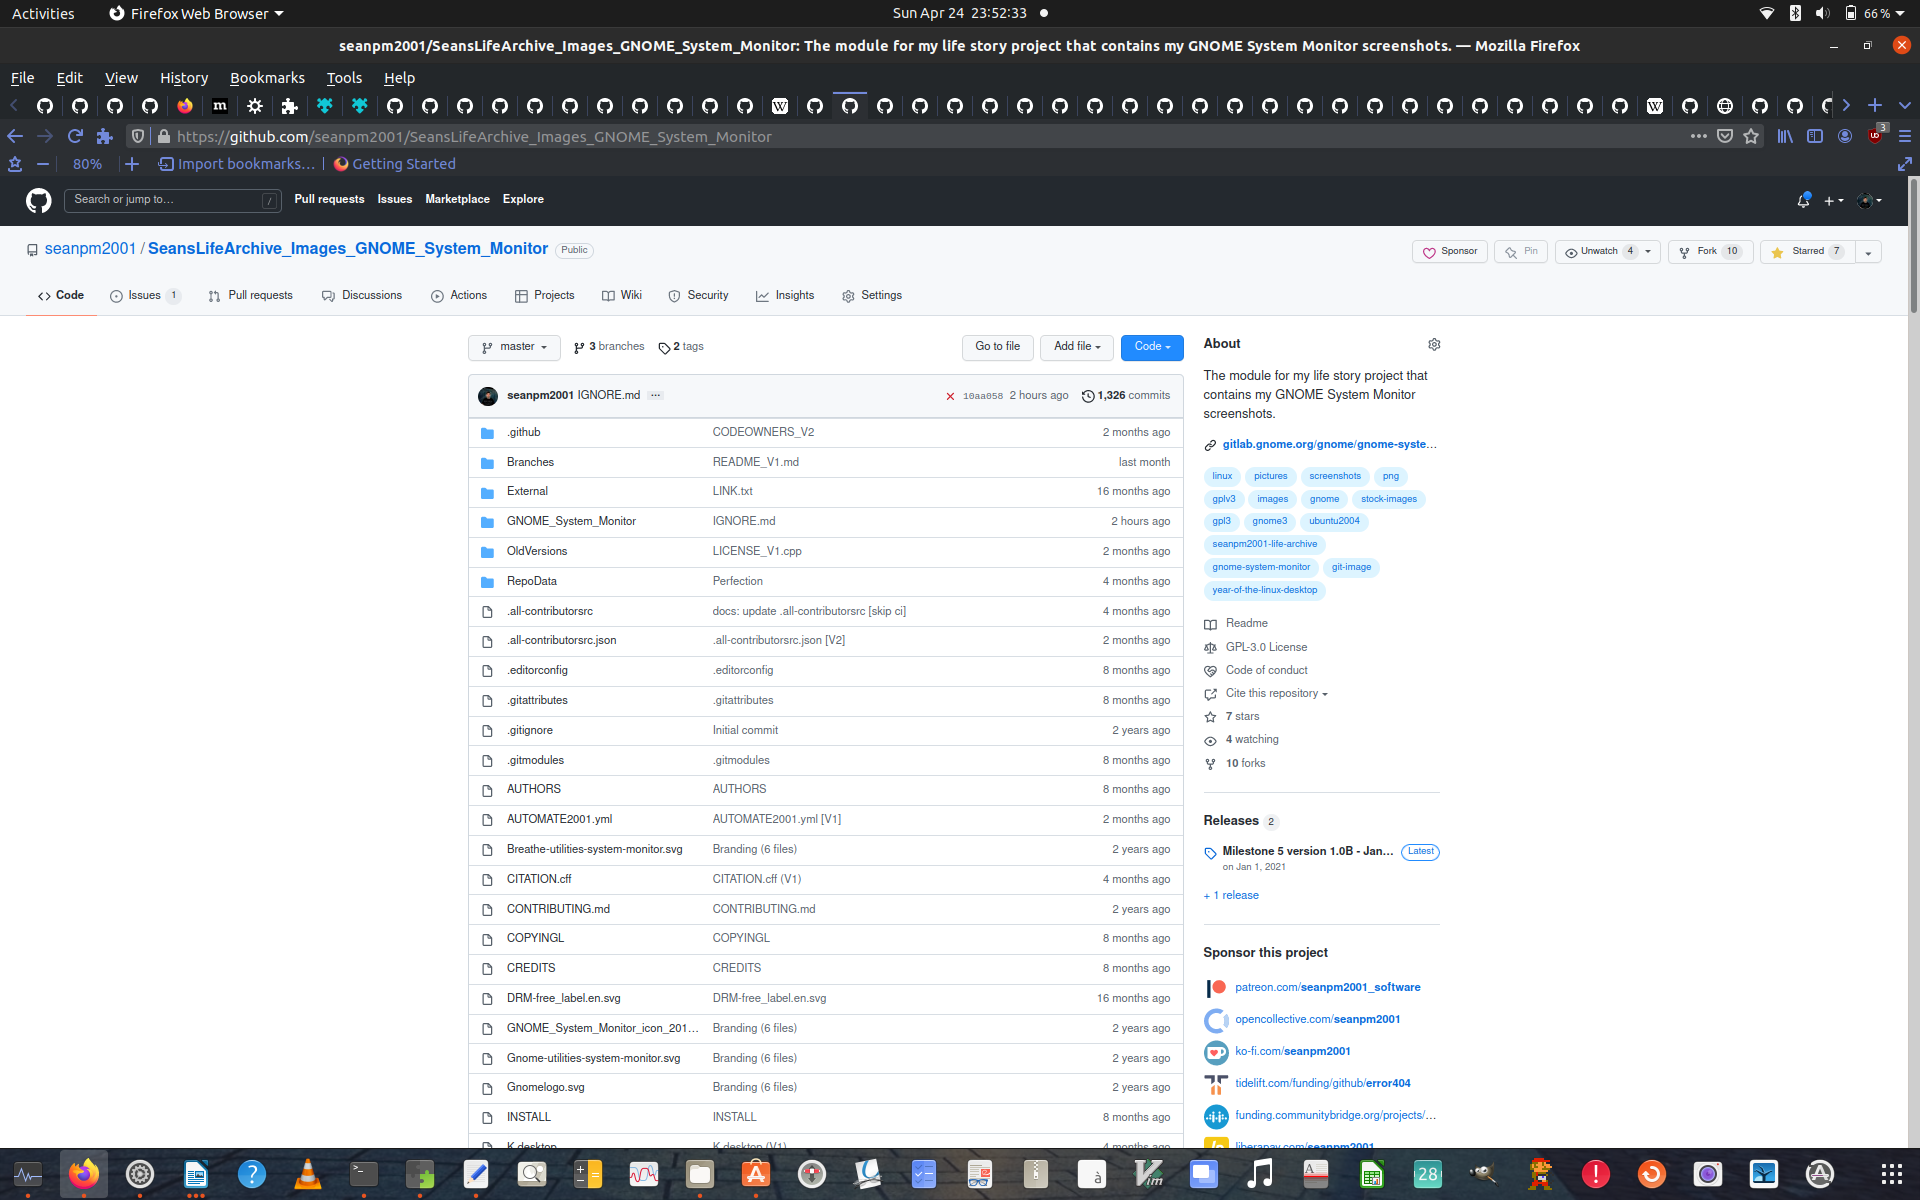 Activities Firefox Web Browser Sun Apr 24 23:52:33 66 %
seanpm2001/SeansLifeArchive_Images_GNOME_System_Monitor: The module for my life story project that contains my GNOME System Monitor screenshots. — Mozilla Firefox
File Edit View History Bookmarks Tools Help
https://github.com/seanpm2001/SeansLifeArchive_Images_GNOME_System_Monitor 3
80% Import bookmarks... Getting Started
Search or jump to... / Pull requests Issues Marketplace Explore
seanpm2001 / SeansLifeArchive_Images_GNOME_System_Monitor Public Sponsor Pin Unwatch 4 Fork 10 Starred 7
Code Issues 1 Pull requests Discussions Actions Projects Wiki Security Insights Settings
master 3 branches 2 tags Go to file Add file Code
seanpm2001 IGNORE.md ... 10aa058 2 hours ago 1,326 commits
.github CODEOWNERS_V2 2 months ago
Branches README_V1.md last month
External LINK.txt 16 months ago
GNOME_System_Monitor IGNORE.md 2 hours ago
OldVersions LICENSE_V1.cpp 2 months ago
RepoData Perfection 4 months ago
.all-contributorsrc docs: update .all-contributorsrc [skip ci] 4 months ago
.all-contributorsrc.json .all-contributorsrc.json [V2] 2 months ago
.editorconfig .editorconfig 8 months ago
.gitattributes .gitattributes 8 months ago
.gitignore Initial commit 2 years ago
.gitmodules .gitmodules 8 months ago
AUTHORS AUTHORS 8 months ago
AUTOMATE2001.yml AUTOMATE2001.yml [V1] 2 months ago
Breathe-utilities-system-monitor.svg Branding (6 files) 2 years ago
CITATION.cff CITATION.cff (V1) 4 months ago
CONTRIBUTING.md CONTRIBUTING.md 2 years ago
COPYINGL COPYINGL 8 months ago
CREDITS CREDITS 8 months ago
DRM-free_label.en.svg DRM-free_label.en.svg 16 months ago
GNOME_System_Monitor_icon_201... Branding (6 files) 2 years ago
Gnome-utilities-system-monitor.svg Branding (6 files) 2 years ago
Gnomelogo.svg Branding (6 files) 2 years ago
INSTALL INSTALL 8 months ago
K.desktop K.desktop (V1) 4 months ago
About
The module for my life story project that
contains my GNOME System Monitor
screenshots.
gitlab.gnome.org/gnome/gnome-syste...
linux pictures screenshots png
gplv3 images gnome stock-images
gpl3 gnome3 ubuntu2004
seanpm2001-life-archive
gnome-system-monitor git-image
year-of-the-linux-desktop
Readme
GPL-3.0 License
Code of conduct
Cite this repository
7 stars
4 watching
10 forks
Releases 2
Milestone 5 version 1.0B - Jan... Latest
on Jan 1, 2021
+ 1 release
Sponsor this project
patreon.com/seanpm2001_software
opencollective.com/seanpm2001
ko-fi.com/seanpm2001
tidelift.com/funding/github/error404
funding.communitybridge.org/projects/...
liberapay.com/seanpm2001
28